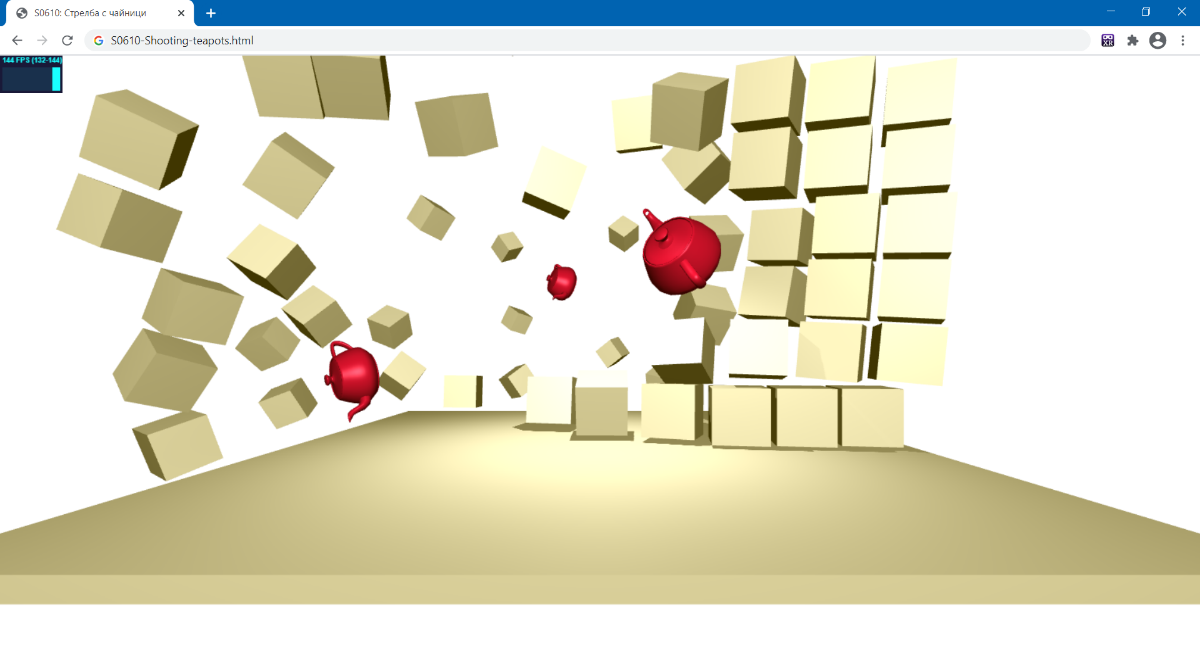 S0610: Стрелба с чайници
S0610-Shooting-teapots.html
144 FPS (132-144)